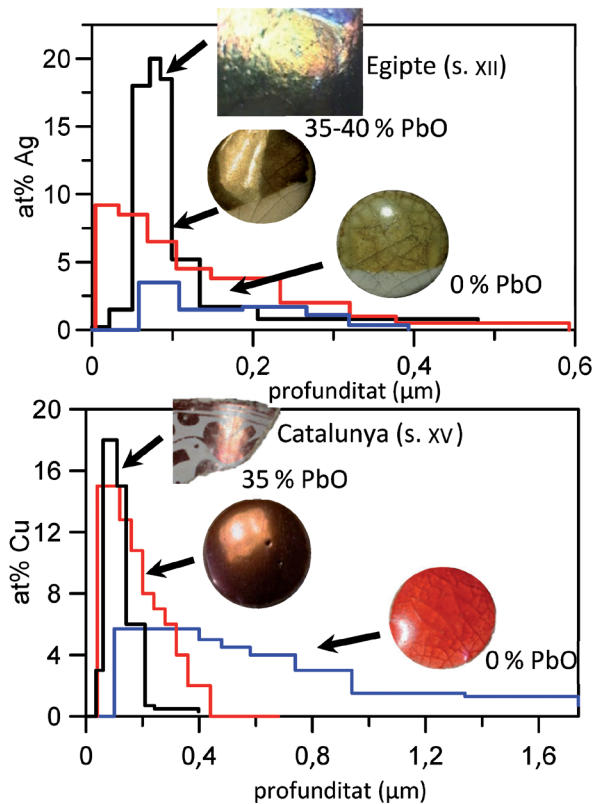 at% Ag
20
15
10
5
0
Egipte (s. XII)
35-40 % PbO
0 % PbO
0
0,2
0,4
0,6
profunditat (μm)
at% Cu
20
16
12
8
4
0
Catalunya (s. XV)
35 % PbO
0 % PbO
0
0,4
0,8
1,2
1,6
profunditat (μm)